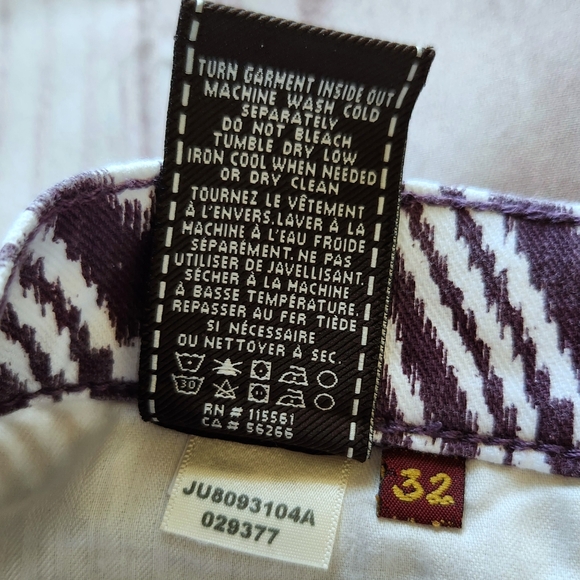 TURN GARMENT INSIDE OUT
MACHINE WASH COLD
SEPARATELY
DO NOT BLEACH
TUMBLE DRY LOW
IRON COOL WHEN NEEDED
OR DRY CLEAN
TOURNEZ LE VÊTEMENT
À L'ENVERS.LAVER À LA
MACHINE À L'EAU FROIDE
SÉPARÉMENT. NE PAS
UTILISER DE JAVELLISANT.
SÉCHER À LA MACHINE
À BASSE TEMPÉRATURE.
REPASSER AU FER TIÈDE
SI NÉCESSAIRE
OU NETTOYER À SEC.
30
RN # 115561
CA # 56266
JU8093104A
029377
32